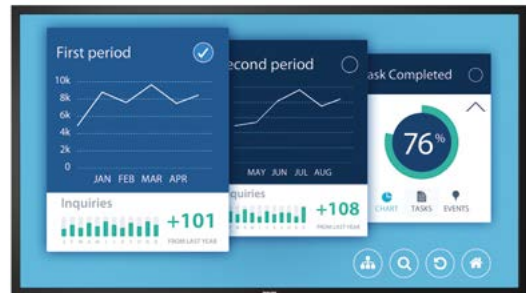 First period
10k
8k
6k
4k
2k
0
JAN FEB MAR APR
Inquiries
+101
FROM LAST YEAR
econd period
MAY JUN JUL AUG
quiries
+108
FROM LAST YEAR
ask Completed
76%
CHART TASKS EVENTS